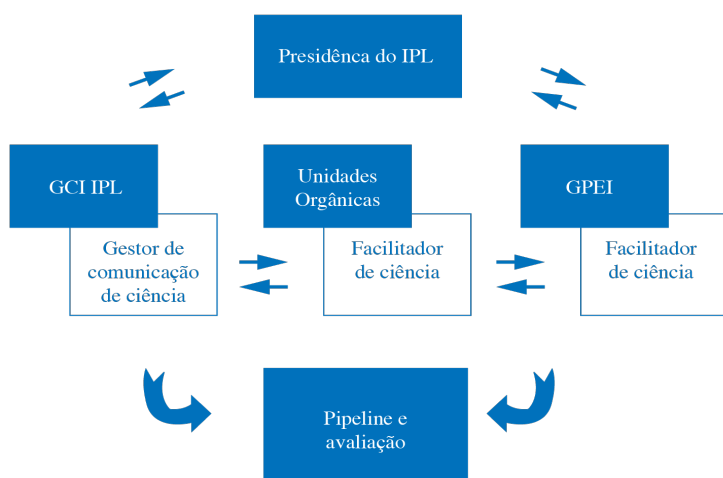 Presidênca do IPL
GCI IPL
Gestor de
comunicação
de ciência
Unidades
Orgânicas
Facilitador
de ciência
GPEI
Facilitador
de ciência
Pipeline e
avaliação